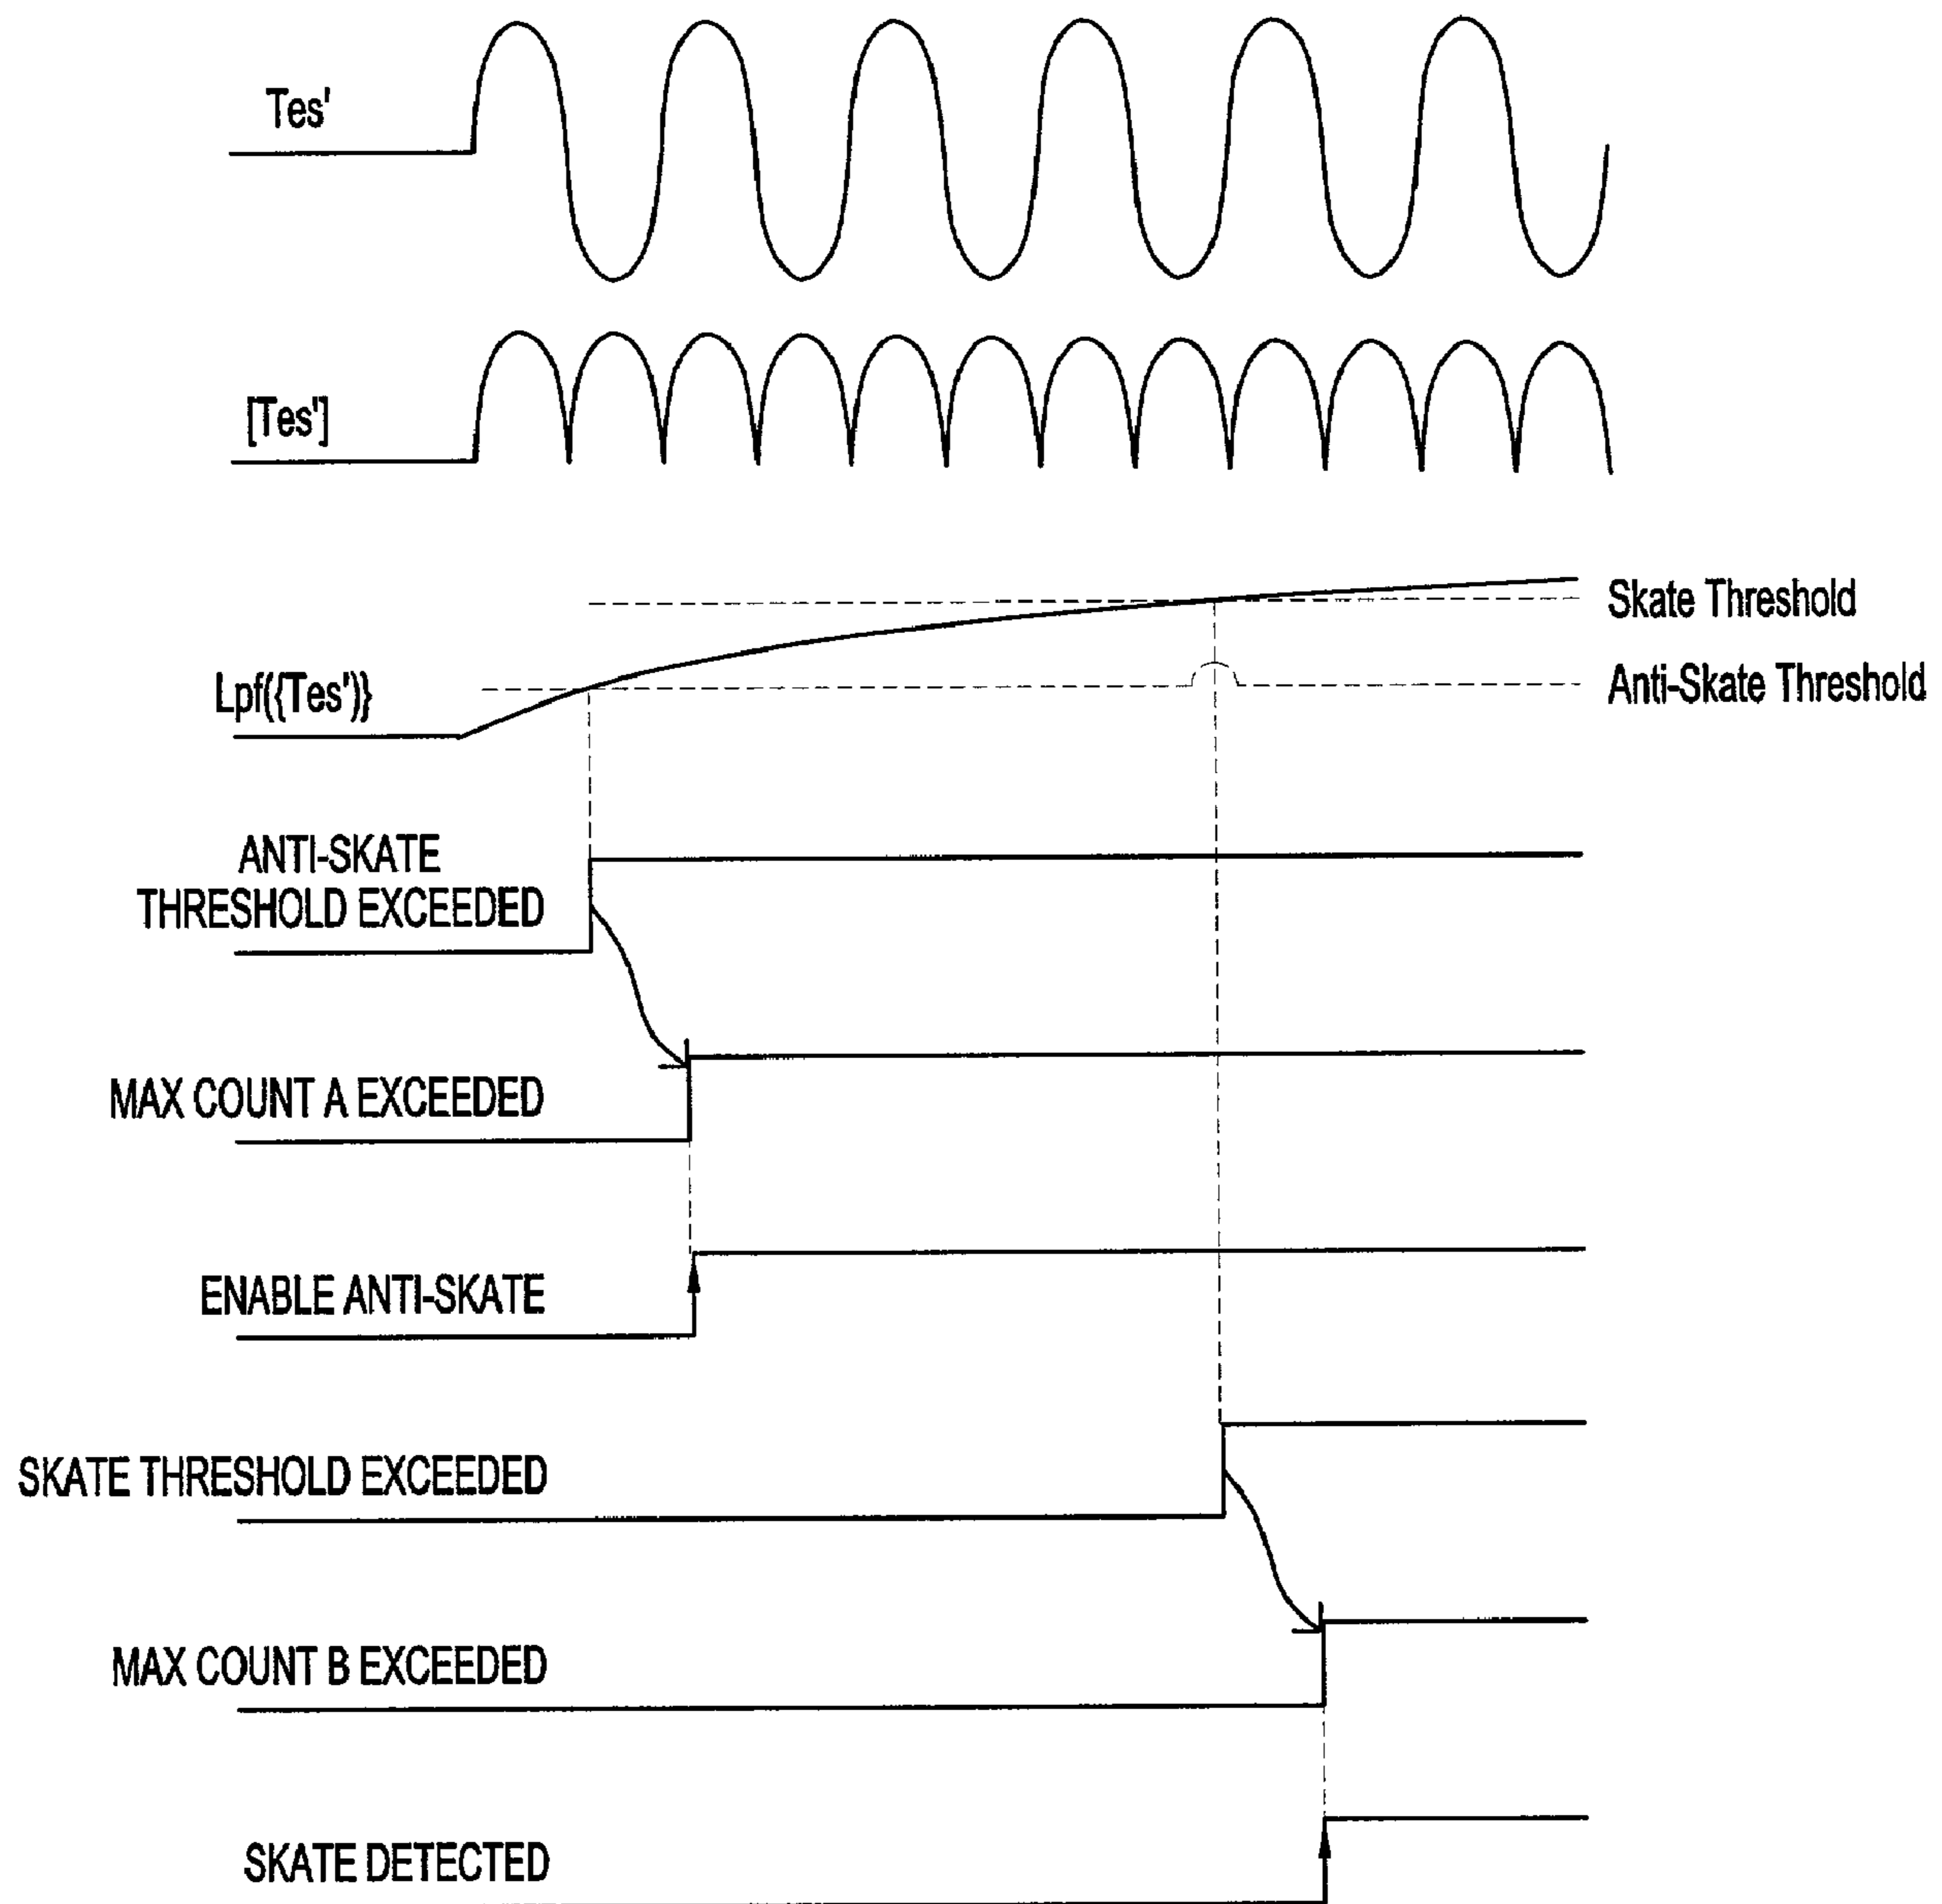 Tes'
[Tes']
Skate Threshold
Lpf({Tes')}
Anti-Skate Threshold
ANTI-SKATE
THRESHOLD EXCEEDED
MAX COUNT A EXCEEDED
ENABLE ANTI-SKATE
SKATE THRESHOLD EXCEEDED
MAX COUNT B EXCEEDED
SKATE DETECTED